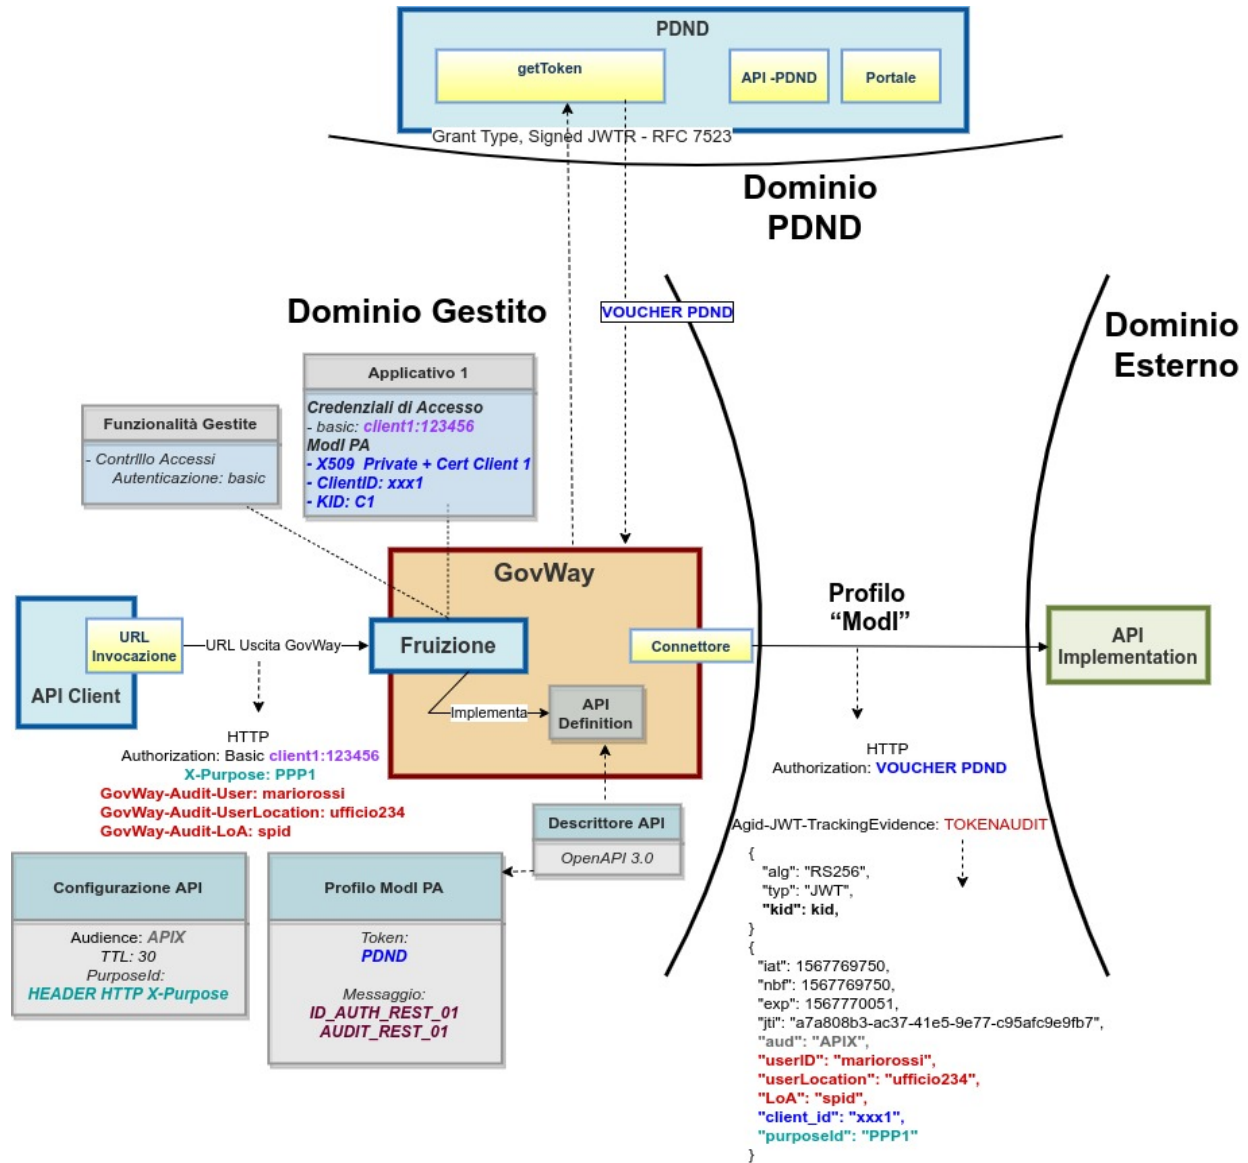 PDND
getToken
API -PDND
Portale
Grant Type, Signed JWTR - RFC 7523
Dominio
PDND
Dominio Gestito
VOUCHER PDND
Dominio
Esterno
Applicativo 1
Credenziali di Accesso
- basic: client1:123456
ModI PA
- X509  Private + Cert Client 1
- ClientID: xxx1
- KID: C1
Funzionalità Gestite
- Contrlllo Accessi
Autenticazione: basic
GovWay
Profilo
“ModI”
URL
Invocazione
API Client
URL Uscita GovWay
Fruizione
Connettore
API
Implementation
Implementa
API
Definition
HTTP
Authorization: Basic client1:123456
X-Purpose: PPP1
GovWay-Audit-User: mariorossi
GovWay-Audit-UserLocation: ufficio234
GovWay-Audit-LoA: spid
HTTP
Authorization: VOUCHER PDND
Descrittore API
OpenAPI 3.0
Agid-JWT-TrackingEvidence: TOKENAUDIT
Configurazione API
Audience: APIX
TTL: 30
PurposeId:
HEADER HTTP X-Purpose
Profilo ModI PA
Token:
PDND
Messaggio:
ID_AUTH_REST_01
AUDIT_REST_01
{
"alg": "RS256",
"typ": "JWT",
"kid": kid,
}
{
"iat": 1567769750,
"nbf": 1567769750,
"exp": 1567770051,
"jti": "a7a808b3-ac37-41e5-9e77-c95afc9e9fb7",
"aud": "APIX",
"userID": "mariorossi",
"userLocation": "ufficio234",
"LoA": "spid",
"client_id": "xxx1",
"purposeId": "PPP1"
}